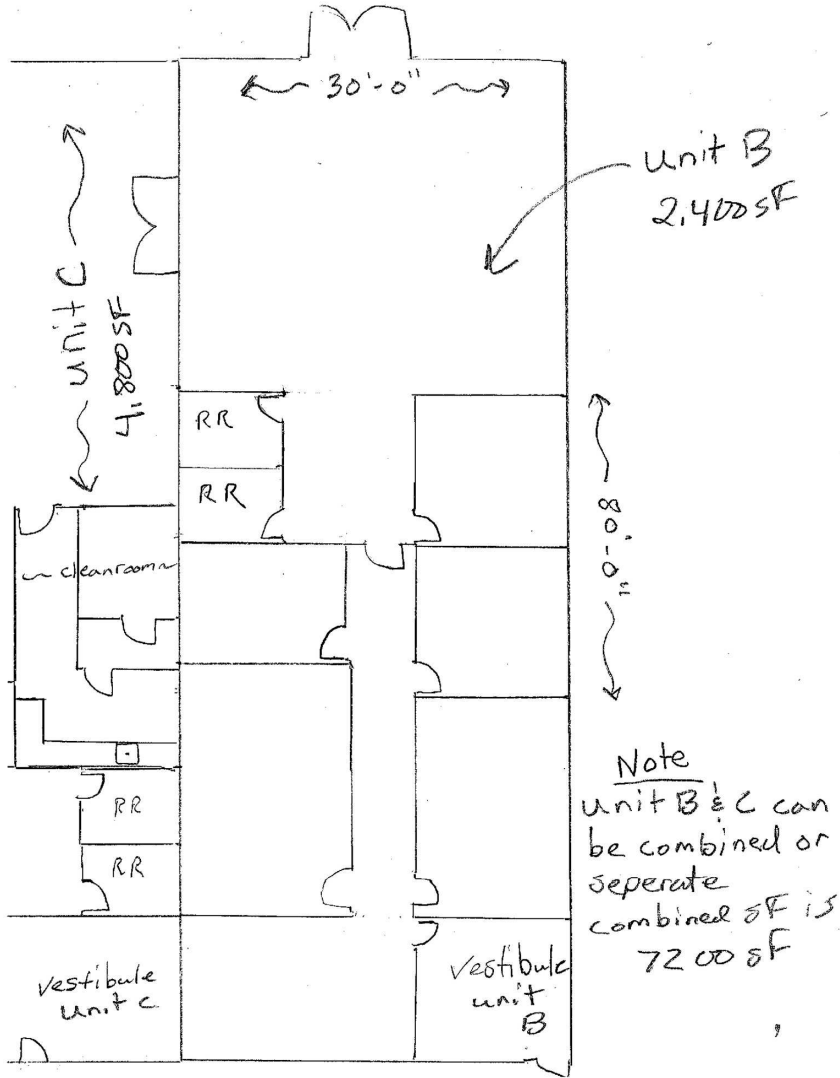 30'-0"
unit B
2,400 SF
unit C
4,800 SF
RR
RR
80'-0"
cleanroom
RR
RR
Note
unit B & C can
be combined or
seperate
combined SF is
7200 SF
vestibule
unit c
vestibule
unit
B